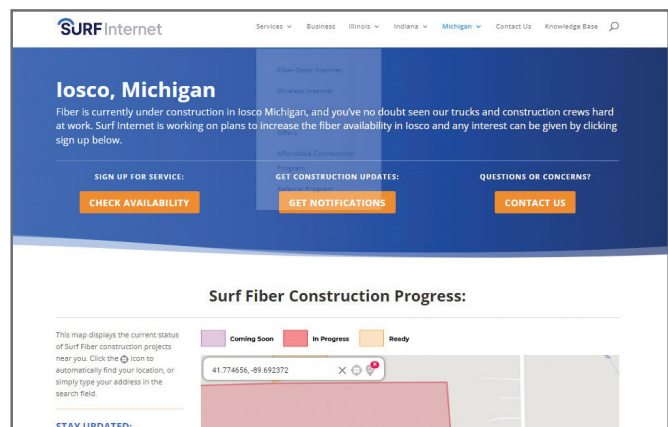 SURF Internet
Services Business Illinois Indiana Michigan Contact Us Knowledge Base
Fiber-Optic Internet
Wireless Internet
Iosco, Michigan
Fiber is currently under construction in Iosco Michigan, and you've no doubt seen our trucks and construction crews hard
at work. Surf Internet is working on plans to increase the fiber availability in Iosco and any interest can be given by clicking
sign up below.
Affordable Connectivity
Program
Referral Program
SIGN UP FOR SERVICE: GET CONSTRUCTION UPDATES: QUESTIONS OR CONCERNS?
CHECK AVAILABILITY GET NOTIFICATIONS CONTACT US
Surf Fiber Construction Progress:
This map displays the current status
of Surf Fiber construction projects
near you. Click the icon to
automatically find your location, or
simply type your address in the
search field.
STAY UPDATED:
Coming Soon In Progress Ready
41.774656, -89.692372